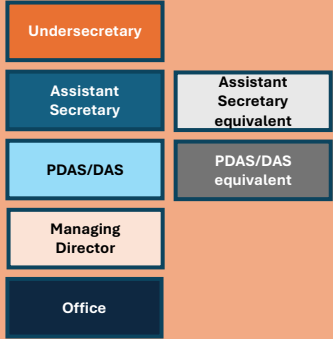 Undersecretary
Assistant
Secretary
Assistant
Secretary
equivalent
PDAS/DAS
PDAS/DAS
equivalent
Managing
Director
Office